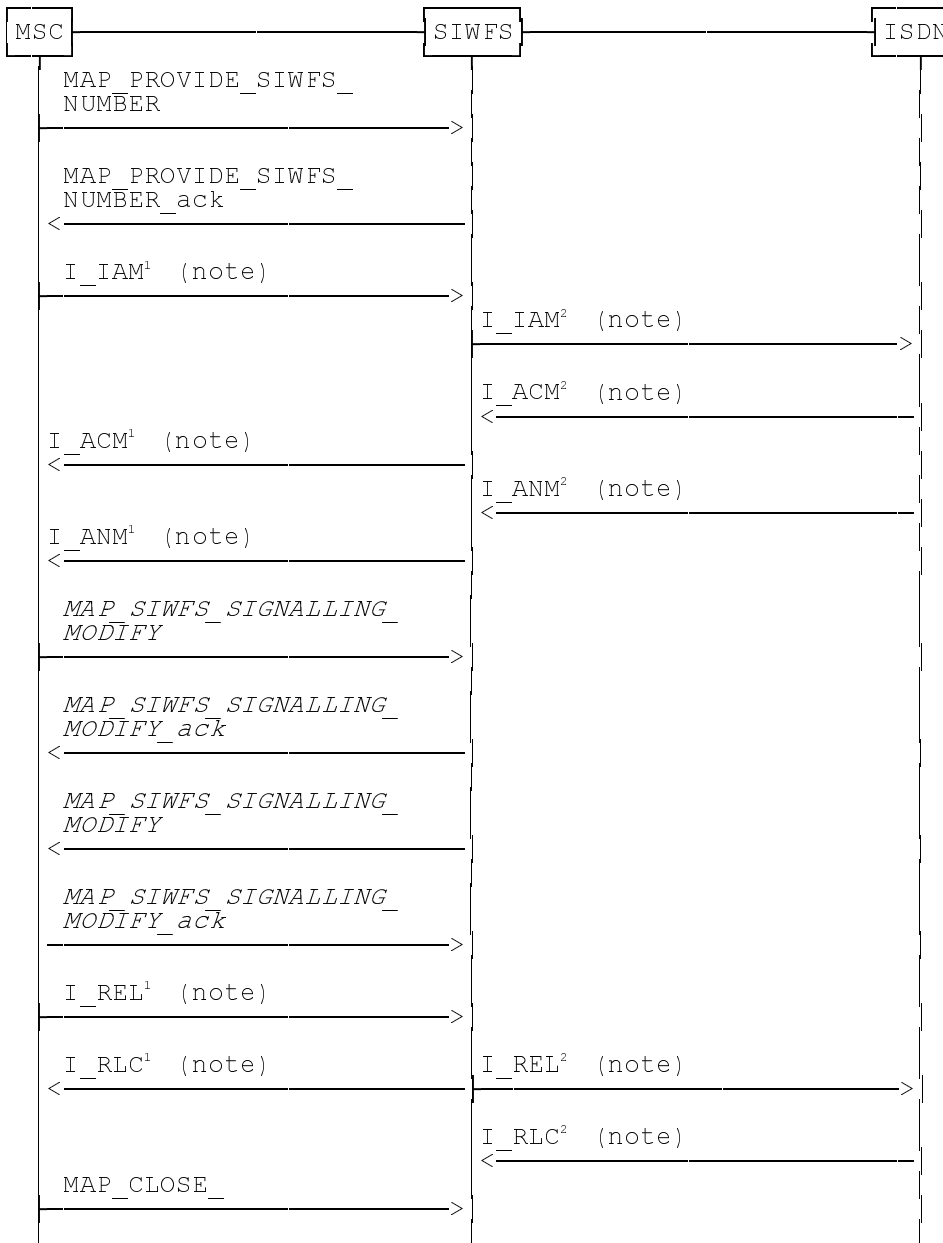 MSC SIWFS ISDN
MAP_PROVIDE_SIWFS_
NUMBER
MAP_PROVIDE_SIWFS_
NUMBER_ack
I_IAM¹ (note)
I_IAM² (note)
I_ACM² (note)
I_ACM¹ (note)
I_ANM² (note)
I_ANM¹ (note)
MAP_SIWFS_SIGNALLING_
MODIFY
MAP_SIWFS_SIGNALLING_
MODIFY_ack
MAP_SIWFS_SIGNALLING_
MODIFY
MAP_SIWFS_SIGNALLING_
MODIFY_ack
I_REL¹ (note)
I_RLC¹ (note) I_REL² (note)
I_RLC² (note)
MAP_CLOSE_